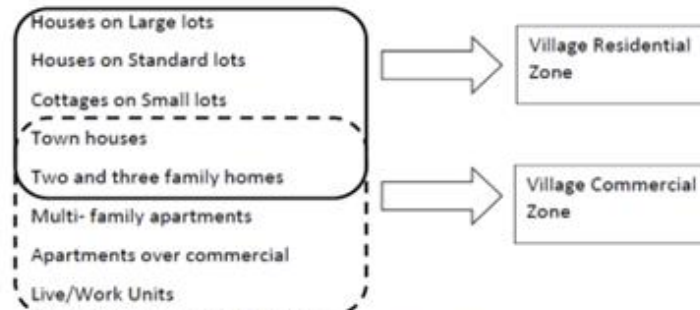 Houses on Large lots
Houses on Standard lots
Cottages on Small lots
Town houses
Two and three family homes
Multi- family apartments
Apartments over commercial
Live/Work Units
Village Residential
Zone
Village Commercial
Zone